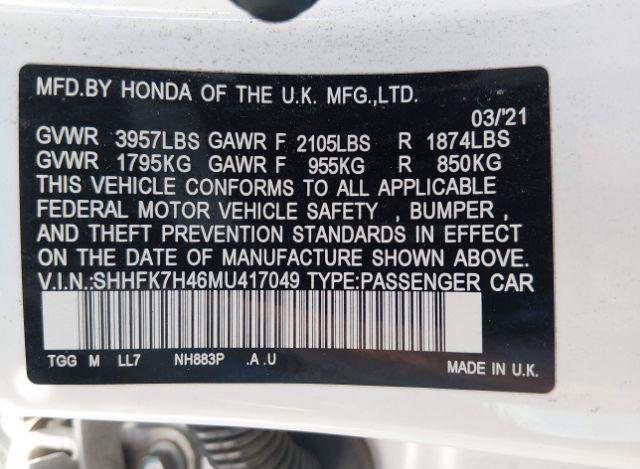 MFD.BY HONDA OF THE U.K. MFG.,LTD.
03/'21
GVWR 3957LBS GAWR F 2105LBS R 1874LBS
GVWR 1795KG GAWR F 955KG R 850KG
THIS VEHICLE CONFORMS TO ALL APPLICABLE
FEDERAL MOTOR VEHICLE SAFETY , BUMPER ,
AND THEFT PREVENTION STANDARDS IN EFFECT
ON THE DATE OF MANUFACTURE SHOWN ABOVE.
V.I.N.:SHHFK7H46MU417049 TYPE:PASSENGER CAR
TGG M LL7 NH883P .A .U MADE IN U.K.